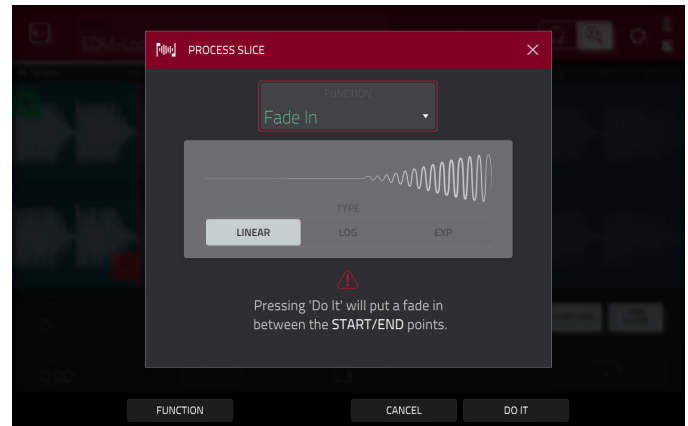 PROCESS SLICE
FUNCTION
Fade In
TYPE
LINEAR LOG EXP
Pressing 'Do It' will put a fade in
between the START/END points.
FUNCTION CANCEL DO IT